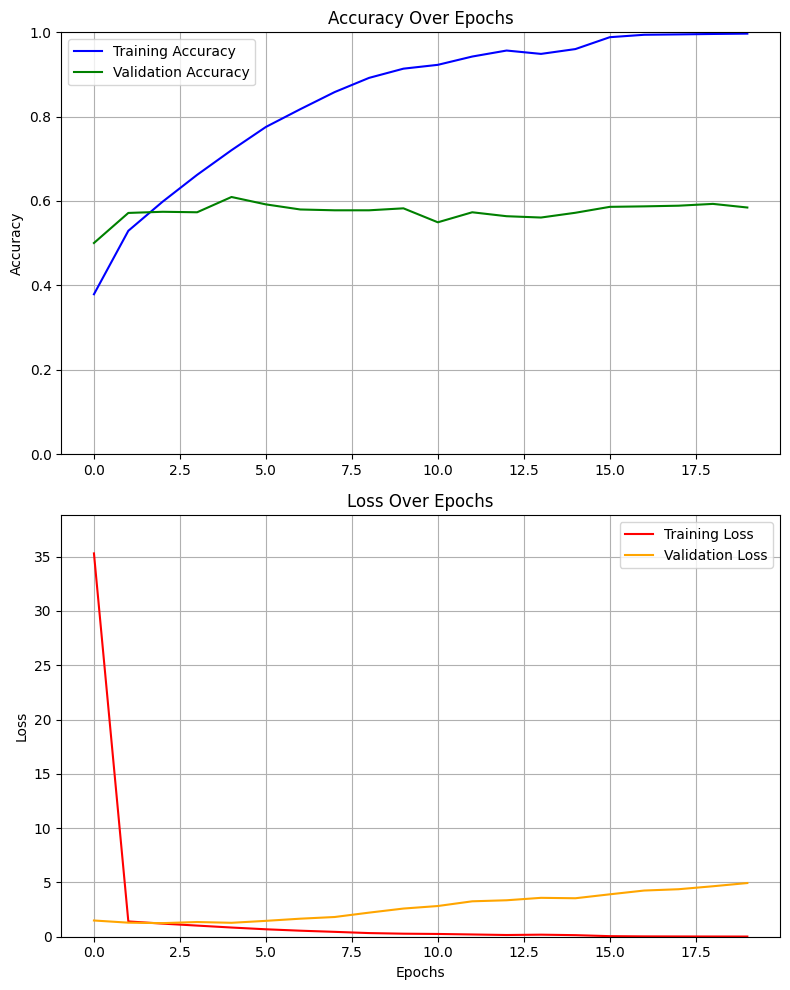 Accuracy Over Epochs
1.0
0.8
0.6
0.4
0.2
0.0
Accuracy
Training Accuracy
Validation Accuracy
0.0 2.5 5.0 7.5 10.0 12.5 15.0 17.5
Loss Over Epochs
35
30
25
20
15
10
5
0
Loss
Training Loss
Validation Loss
0.0 2.5 5.0 7.5 10.0 12.5 15.0 17.5
Epochs